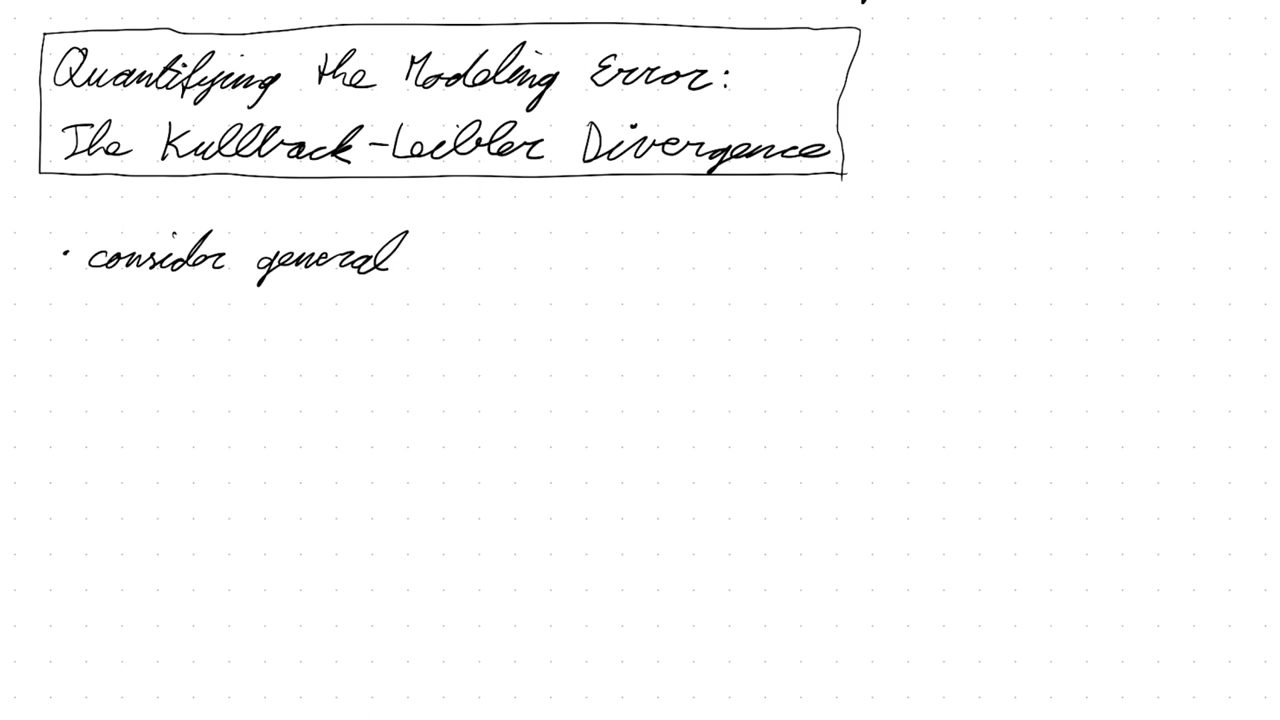 Quantifying the Modeling Error:
The Kullback-Leibler Divergence
· consider general